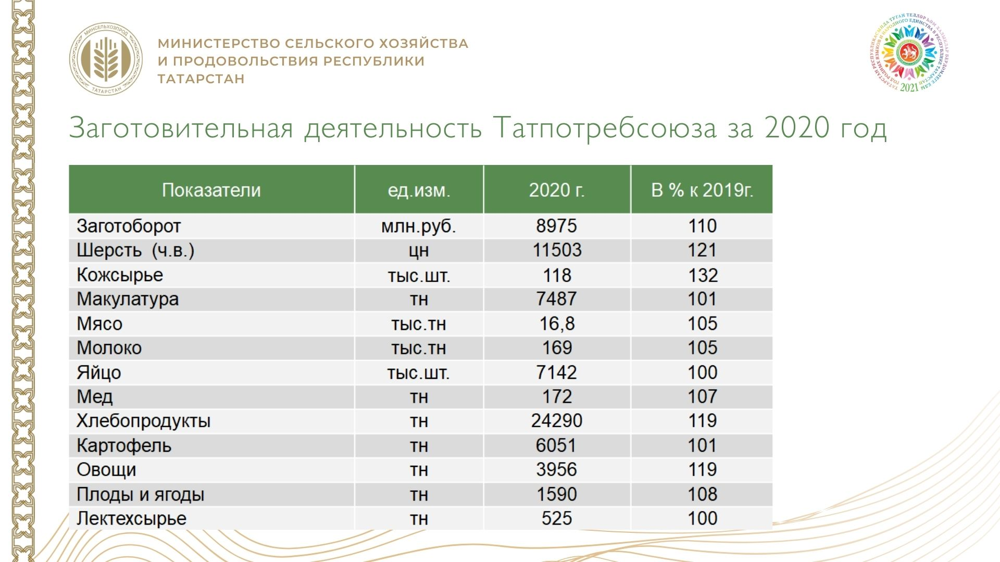 МИНСЕЛЬХОЗПРОД
ТАТАРСТАН
МИНИСТЕРСТВО СЕЛЬСКОГО ХОЗЯЙСТВА
И ПРОДОВОЛЬСТВИЯ РЕСПУБЛИКИ
ТАТАРСТАН
ТАТАРСТАН РЕСПУБЛИКАСЫНДА ТУГАН ТЕЛЛӘР ҺӘМ ХАЛЫКЛАР БЕРДӘМЛЕГЕ ЕЛЫ
ГОД РОДНЫХ ЯЗЫКОВ И НАРОДНОГО ЕДИНСТВА В РЕСПУБЛИКЕ ТАТАРСТАН
2021
Заготовительная деятельность Татпотребсоюза за 2020 год
Показатели ед.изм. 2020 г. В % к 2019г.
Заготоборот млн.руб. 8975 110
Шерсть (ч.в.) цн 11503 121
Кожсырье тыс.шт. 118 132
Макулатура тн 7487 101
Мясо тыс.тн 16,8 105
Молоко тыс.тн 169 105
Яйцо тыс.шт. 7142 100
Мед тн 172 107
Хлебопродукты тн 24290 119
Картофель тн 6051 101
Овощи тн 3956 119
Плоды и ягоды тн 1590 108
Лектехсырье тн 525 100